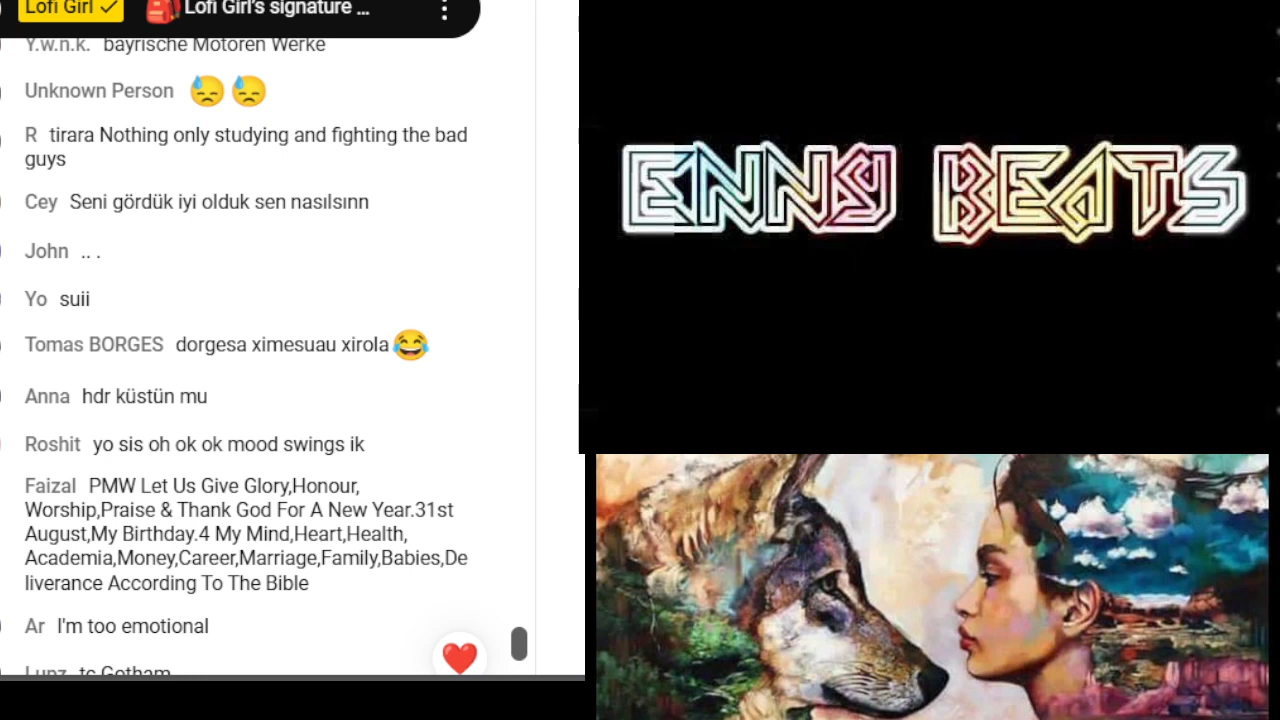 Lofi Girl Lofi Girl's signature ...
Y.w.n.k. bayrische Motoren Werke
Unknown Person 😓😓
R tirara Nothing only studying and fighting the bad
guys
Cey Seni gördük iyi olduk sen nasılsınn
John .. .
Yo suii
Tomas BORGES dorgesa ximesuau xirola😂
Anna hdr küstün mu
Roshit yo sis oh ok ok mood swings ik
Faizal PMW Let Us Give Glory,Honour,
Worship,Praise & Thank God For A New Year.31st
August,My Birthday.4 My Mind,Heart,Health,
Academia,Money,Career,Marriage,Family,Babies,De
liverance According To The Bible
Ar I'm too emotional
Lunz tc Gotham
ENNY BEATS